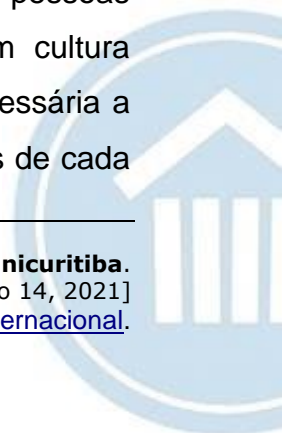 pessoas
m cultura
essária a
s de cada
nicuritiba.
o 14, 2021]
ernacional.